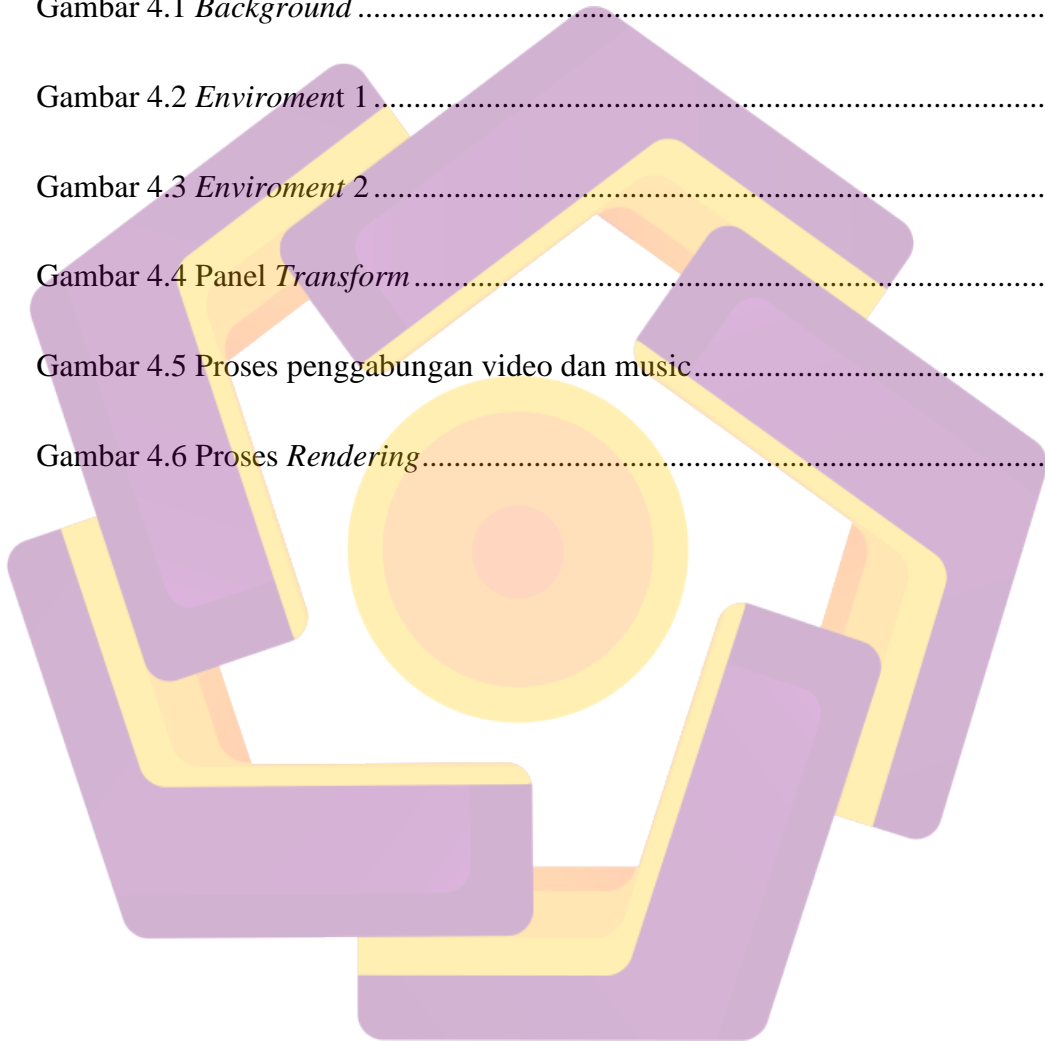 Gambar 4.1 Background ........................................................................................
Gambar 4.2 Enviroment 1 ......................................................................................
Gambar 4.3 Enviroment 2 ......................................................................................
Gambar 4.4 Panel Transform .................................................................................
Gambar 4.5 Proses penggabungan video dan music .............................................
Gambar 4.6 Proses Rendering ................................................................................